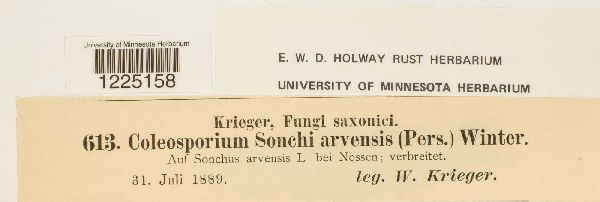 University of Minnesota Herbarium
1225158
E. W. D. HOLWAY RUST HERBARIUM
UNIVERSITY OF MINNESOTA HERBARIUM
Krieger, Fungi saxonici.
613. Coleosporium Sonchi arvensis (Pers.) Winter.
Auf Sonchus arvensis L. bei Nossen; verbreitet.
31. Juli 1889. leg. W. Krieger.